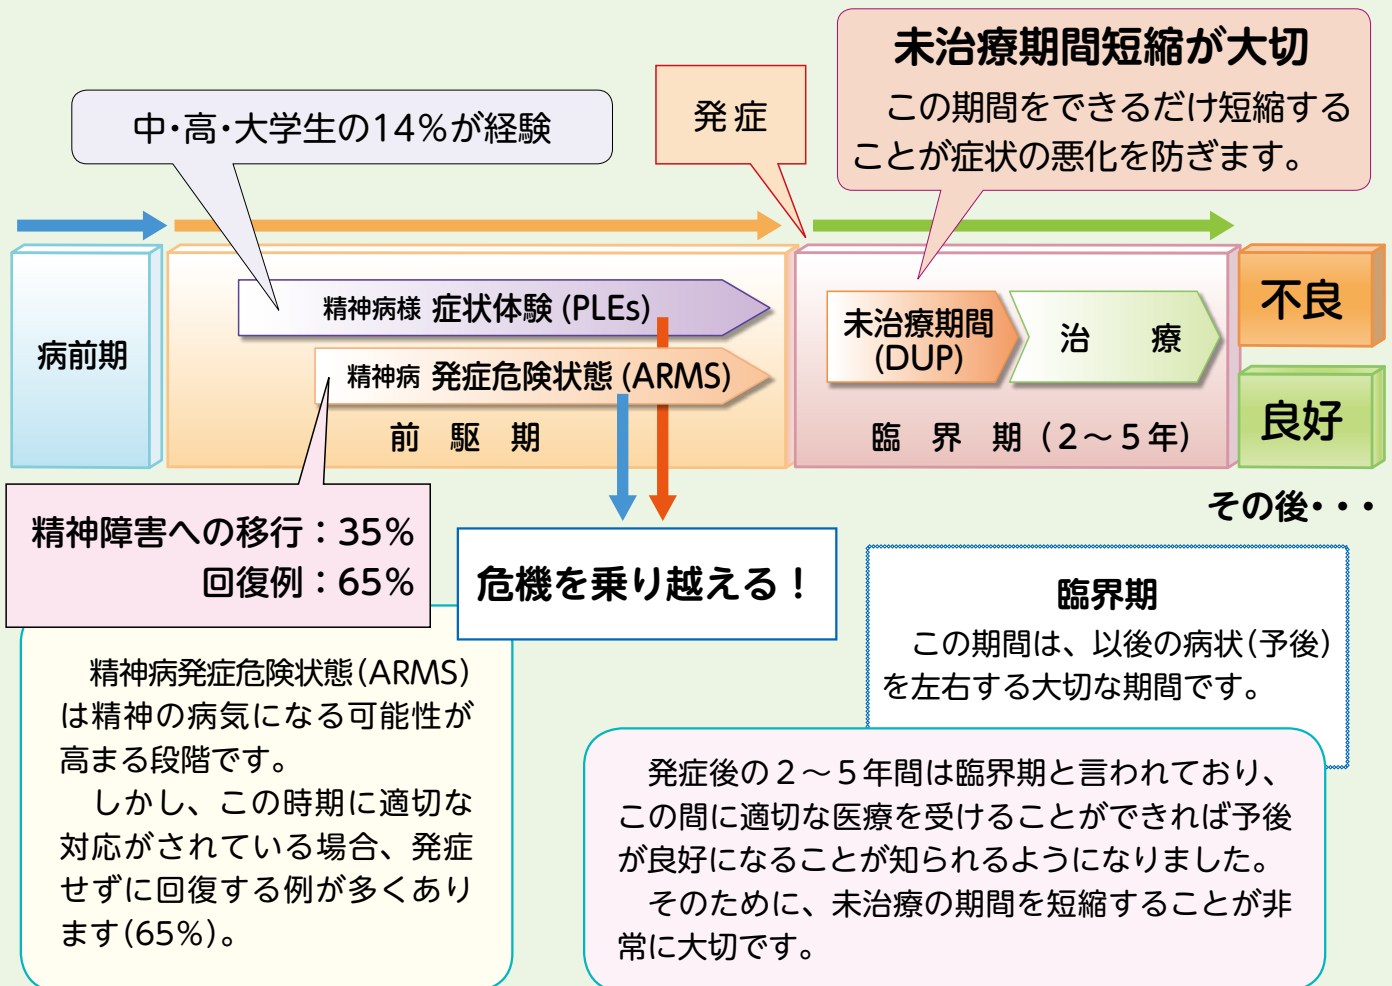 未治療期間短縮が大切
この期間をできるだけ短縮する
ことが症状の悪化を防ぎます。
発症
中・高・大学生の14％が経験
病前期
精神病様 症状体験 (PLEs)
精神病 発症危険状態 (ARMS)
前駆期
未治療期間
(DUP)
治療
臨界期(2～5年)
不良
良好
その後・・・
精神障害への移行：35％
回復例：65％
危機を乗り越える！
臨界期
この期間は、以後の病状(予後)
を左右する大切な期間です。
精神病発症危険状態(ARMS)
は精神の病気になる可能性が
高まる段階です。
しかし、この時期に適切な
対応がされている場合、発症
せずに回復する例が多くあり
ます(65％)。
発症後の2～5年間は臨界期と言われており、
この間に適切な医療を受けることができれば予後
が良好になることが知られるようになりました。
そのために、未治療の期間を短縮することが非
常に大切です。